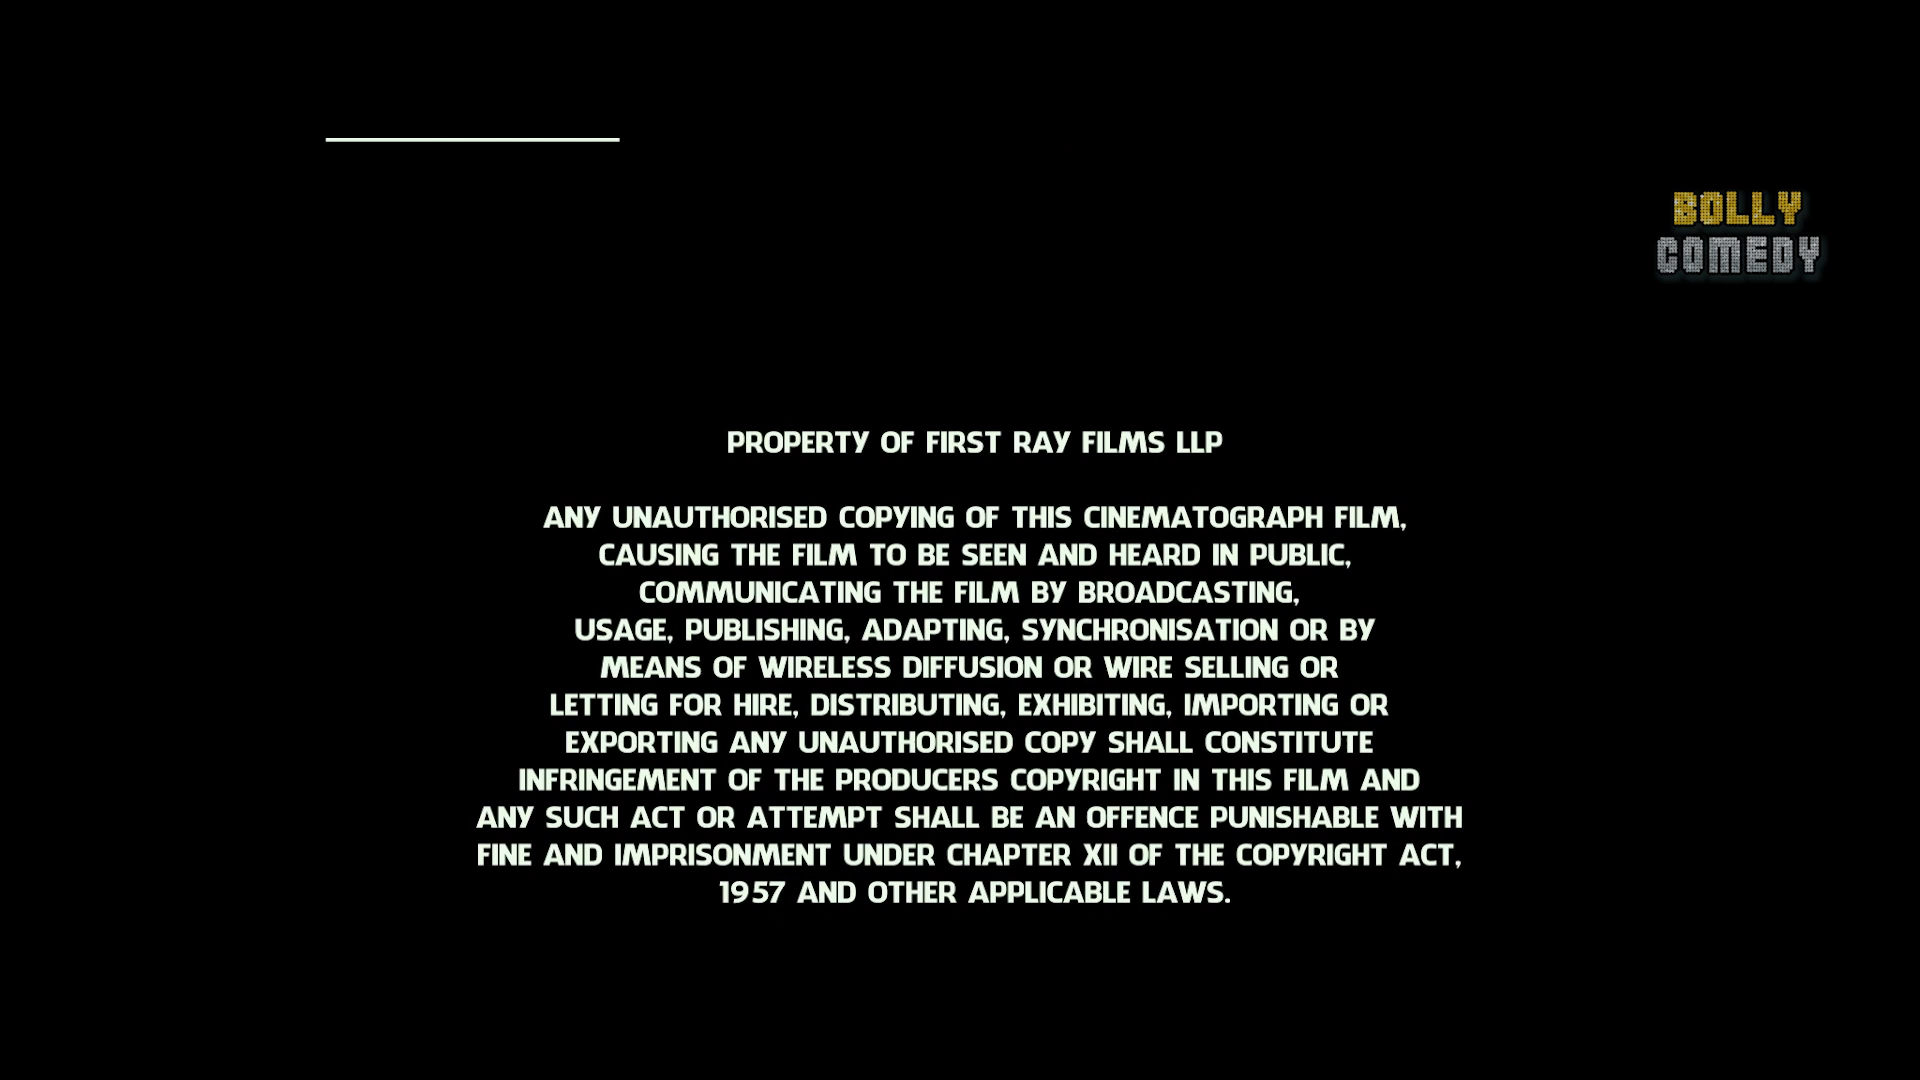 BOLLY
COMEDY
PROPERTY OF FIRST RAY FILMS LLP
ANY UNAUTHORISED COPYING OF THIS CINEMATOGRAPH FILM,
CAUSING THE FILM TO BE SEEN AND HEARD IN PUBLIC,
COMMUNICATING THE FILM BY BROADCASTING,
USAGE, PUBLISHING, ADAPTING, SYNCHRONISATION OR BY
MEANS OF WIRELESS DIFFUSION OR WIRE SELLING OR
LETTING FOR HIRE, DISTRIBUTING, EXHIBITING, IMPORTING OR
EXPORTING ANY UNAUTHORISED COPY SHALL CONSTITUTE
INFRINGEMENT OF THE PRODUCERS COPYRIGHT IN THIS FILM AND
ANY SUCH ACT OR ATTEMPT SHALL BE AN OFFENCE PUNISHABLE WITH
FINE AND IMPRISONMENT UNDER CHAPTER XII OF THE COPYRIGHT ACT,
1957 AND OTHER APPLICABLE LAWS.